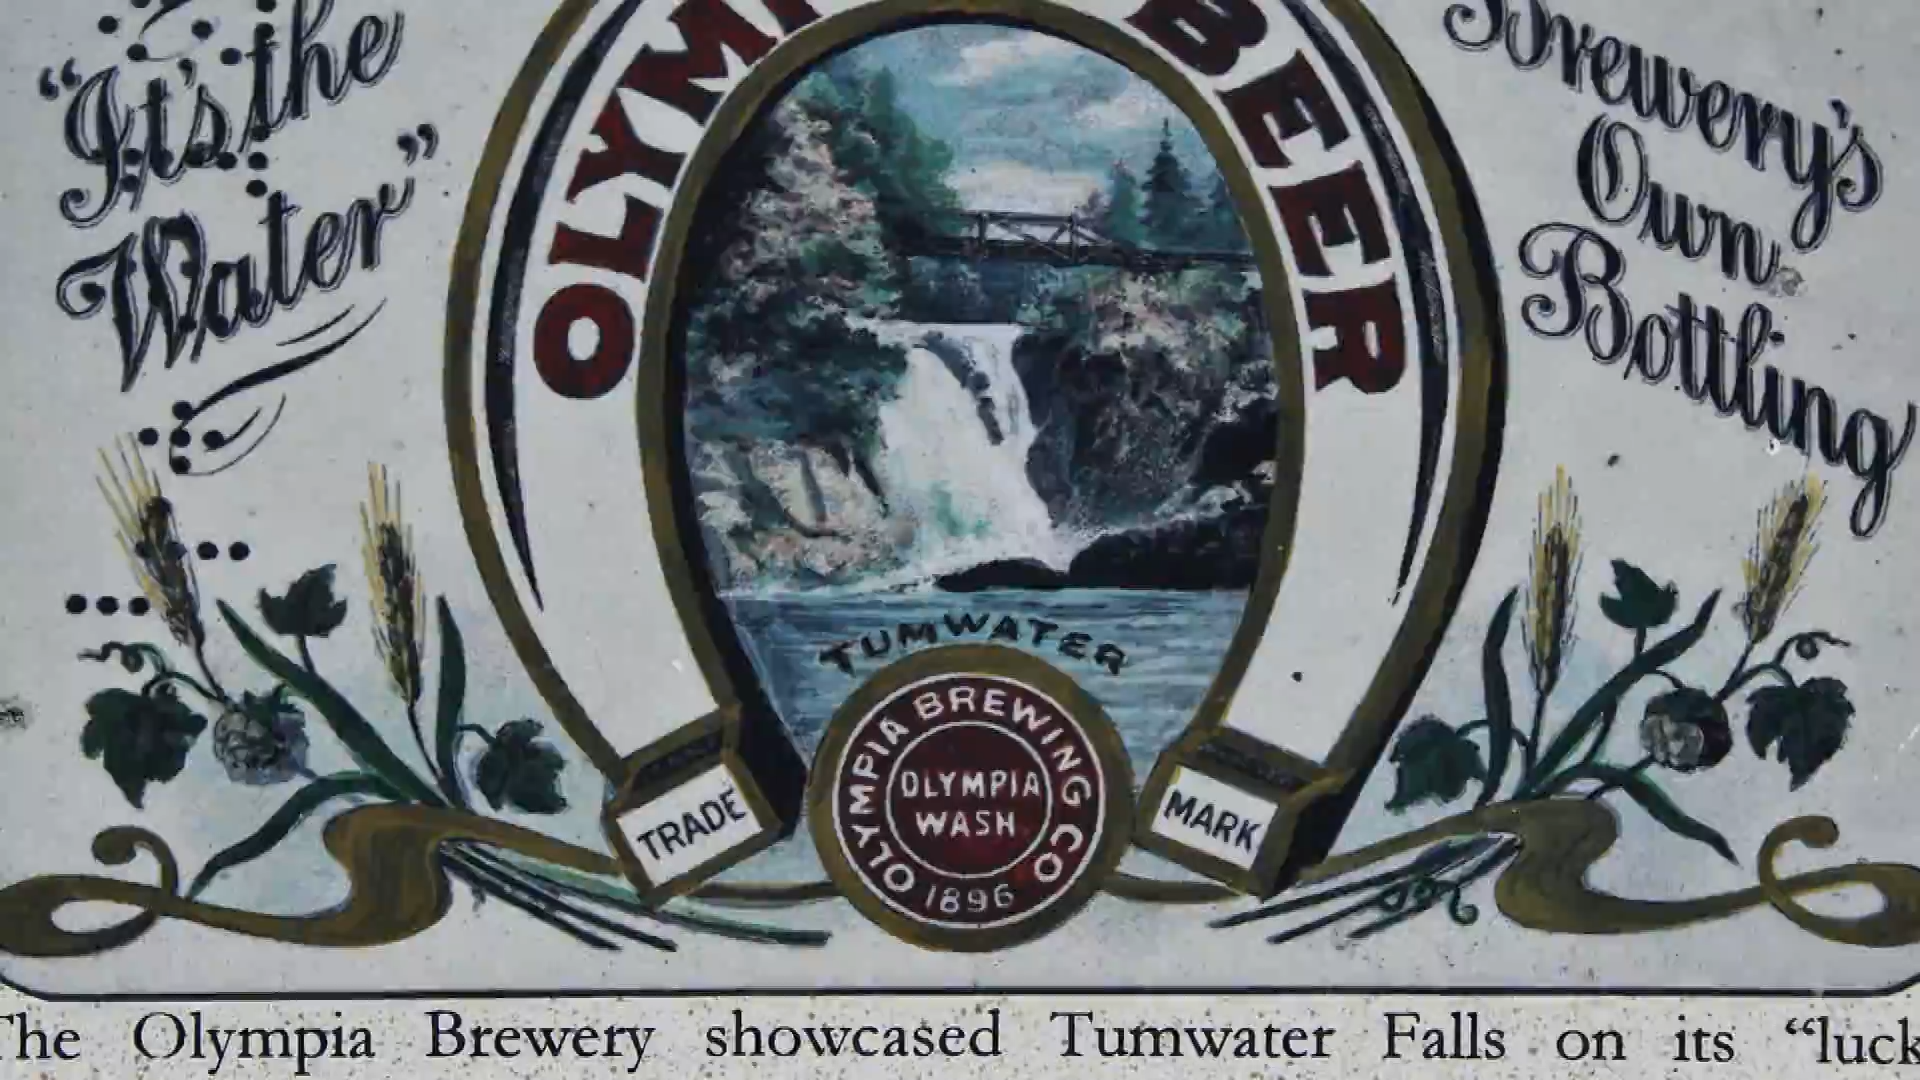 "It's the
Water"
OLYM
BEER
Brewery's
Own
Bottling
TUMWATER
OLYMPIA BREWING CO
OLYMPIA
WASH
1896
TRADE
MARK
The Olympia Brewery showcased Tumwater Falls on its "luck